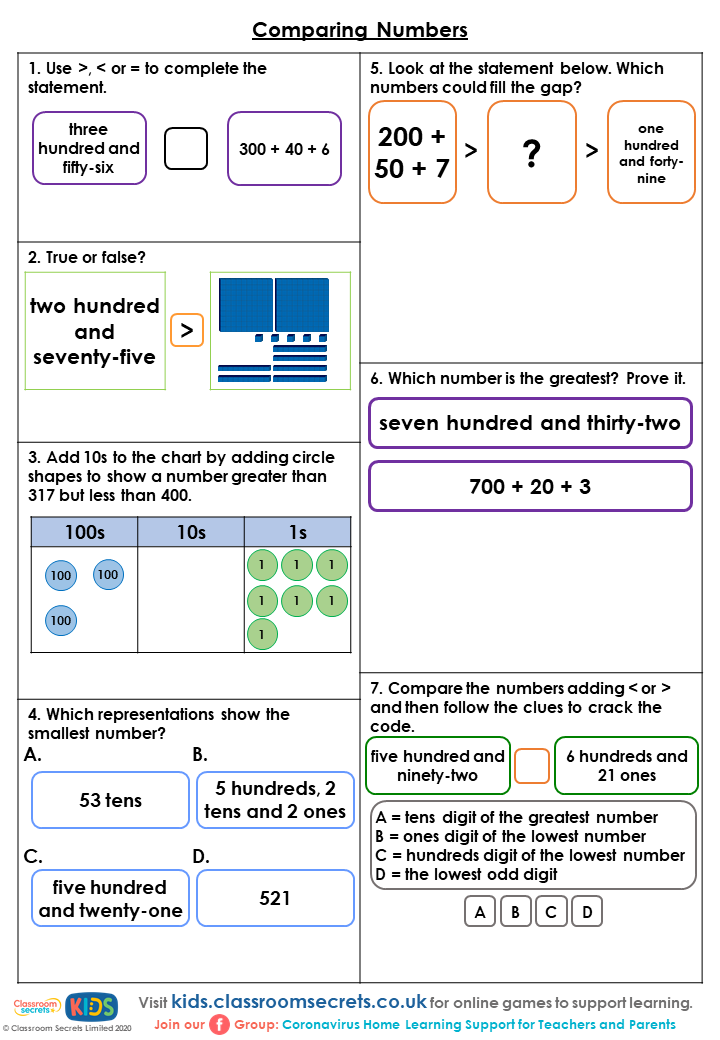 Comparing Numbers
1. Use >, < or = to complete the
statement.
three
hundred and
fifty-six
300 + 40 + 6
2. True or false?
two hundred
and
seventy-five
>
3. Add 10s to the chart by adding circle
shapes to show a number greater than
317 but less than 400.
100s 10s 1s
100 100
100
1 1 1
1 1 1
1
4. Which representations show the
smallest number?
A. B.
53 tens
5 hundreds, 2
tens and 2 ones
C. D.
five hundred
and twenty-one
521
5. Look at the statement below. Which
numbers could fill the gap?
200 +
50 + 7
>
?
>
one
hundred
and forty-
nine
6. Which number is the greatest? Prove it.
seven hundred and thirty-two
700 + 20 + 3
7. Compare the numbers adding < or >
and then follow the clues to crack the
code.
five hundred and
ninety-two
6 hundreds and
21 ones
A = tens digit of the greatest number
B = ones digit of the lowest number
C = hundreds digit of the lowest number
D = the lowest odd digit
A B C D
Classroom
Secrets
KIDS
© Classroom Secrets Limited 2020
Visit kids.classroomsecrets.co.uk for online games to support learning.
Join our f Group: Coronavirus Home Learning Support for Teachers and Parents